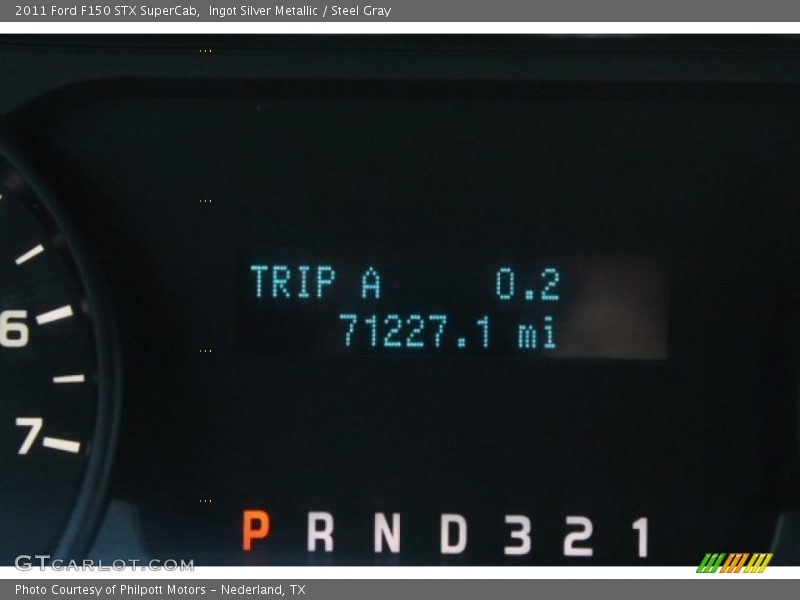 2011 Ford F150 STX SuperCab,  Ingot Silver Metallic / Steel Gray
TRIP A 0.2
71227.1 mi
6
7
P R N D 3 2 1
GTCARLOT.COM
Photo Courtesy of Philpott Motors - Nederland, TX